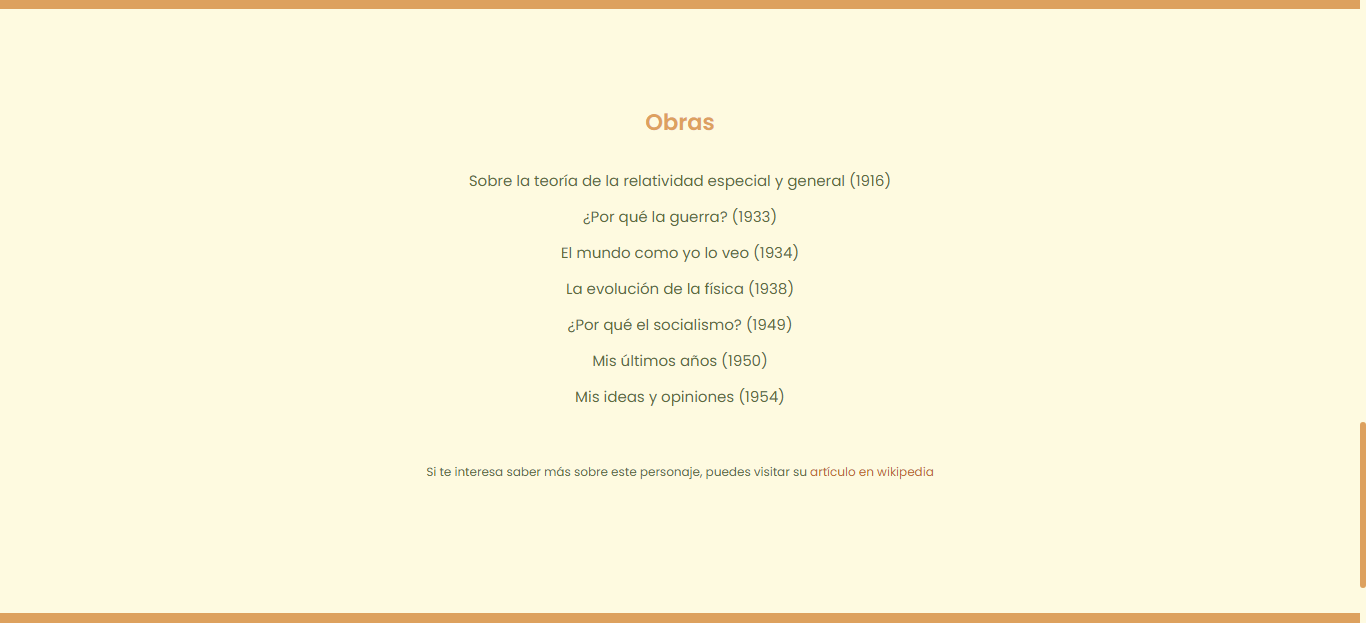 Obras
Sobre la teoría de la relatividad especial y general (1916)
¿Por qué la guerra? (1933)
El mundo como yo lo veo (1934)
La evolución de la física (1938)
¿Por qué el socialismo? (1949)
Mis últimos años (1950)
Mis ideas y opiniones (1954)
Si te interesa saber más sobre este personaje, puedes visitar su artículo en wikipedia